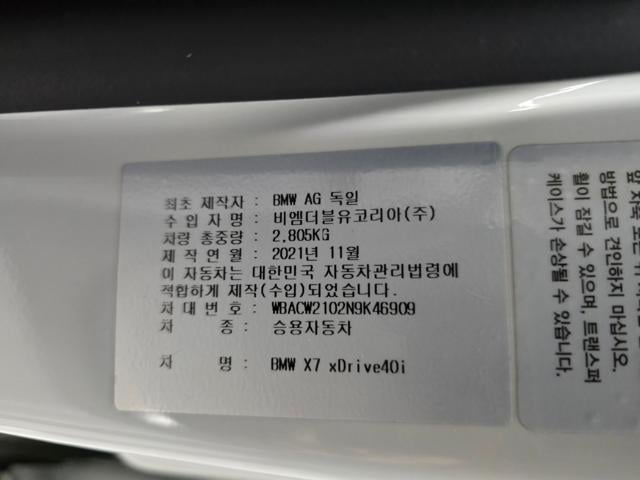 최초 제작자 : BMW AG 독일
수 입 자 명 : 비엠더블유코리아(주)
차량 총중량 : 2,805KG
제 작 연 월 : 2021년 11월
이 자동차는 대한민국 자동차관리법령에
적합하게 제작(수입)되었습니다.
차 대 번 호 : WBACW2102N9K46909
차 종 : 승용자동차
차 명 : BMW X7 xDrive40i
방법으로 견인하지 마십시오.
휠이 잠길 수 있으며, 트랜스퍼
케이스가 손상될 수 있습니다.